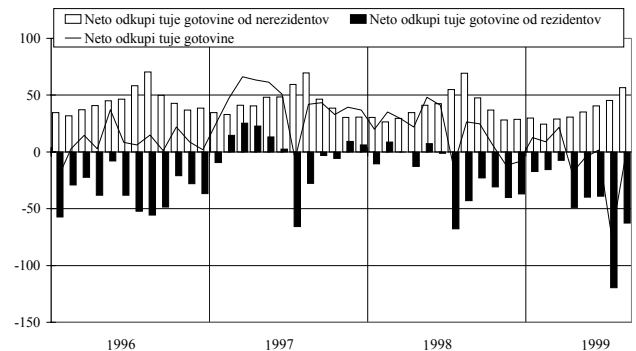 Neto odkupi tuje gotovine od nerezidentov Neto odkupi tuje gotovine od rezidentov
Neto odkupi tuje gotovine
100
50
0
-50
-100
-150
1996 1997 1998 1999